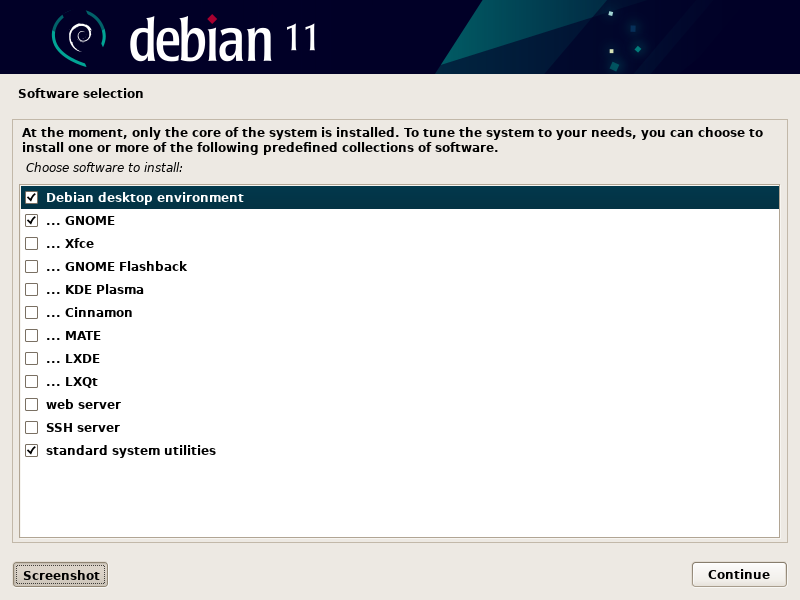 debian 11
Software selection
At the moment, only the core of the system is installed. To tune the system to your needs, you can choose to
install one or more of the following predefined collections of software.
Choose software to install:
Debian desktop environment
... GNOME
... Xfce
... GNOME Flashback
... KDE Plasma
... Cinnamon
... MATE
... LXDE
... LXQt
web server
SSH server
standard system utilities
Screenshot
Continue